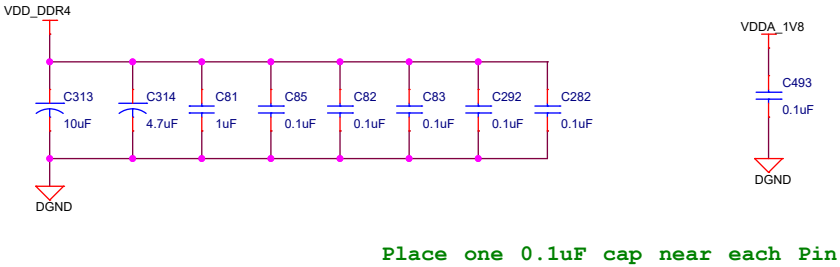 VDD_DDR4
VDDA_1V8
C313 C314 C81 C85 C82 C83 C292 C282
10uF 4.7uF 1uF 0.1uF 0.1uF 0.1uF 0.1uF 0.1uF
C493
0.1uF
DGND
DGND
Place one 0.1uF cap near each Pin